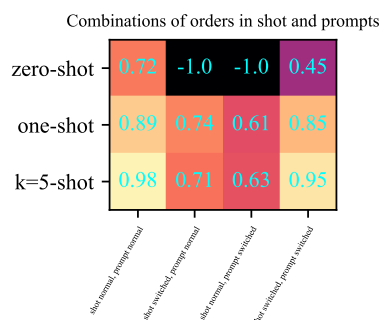 Combinations of orders in shot and prompts
zero-shot 0.72 -1.0 -1.0 0.45
one-shot 0.89 0.74 0.61 0.85
k=5-shot 0.98 0.71 0.63 0.95
shot normal, prompt normal
shot switched, prompt normal
shot normal, prompt switched
shot switched, prompt switched